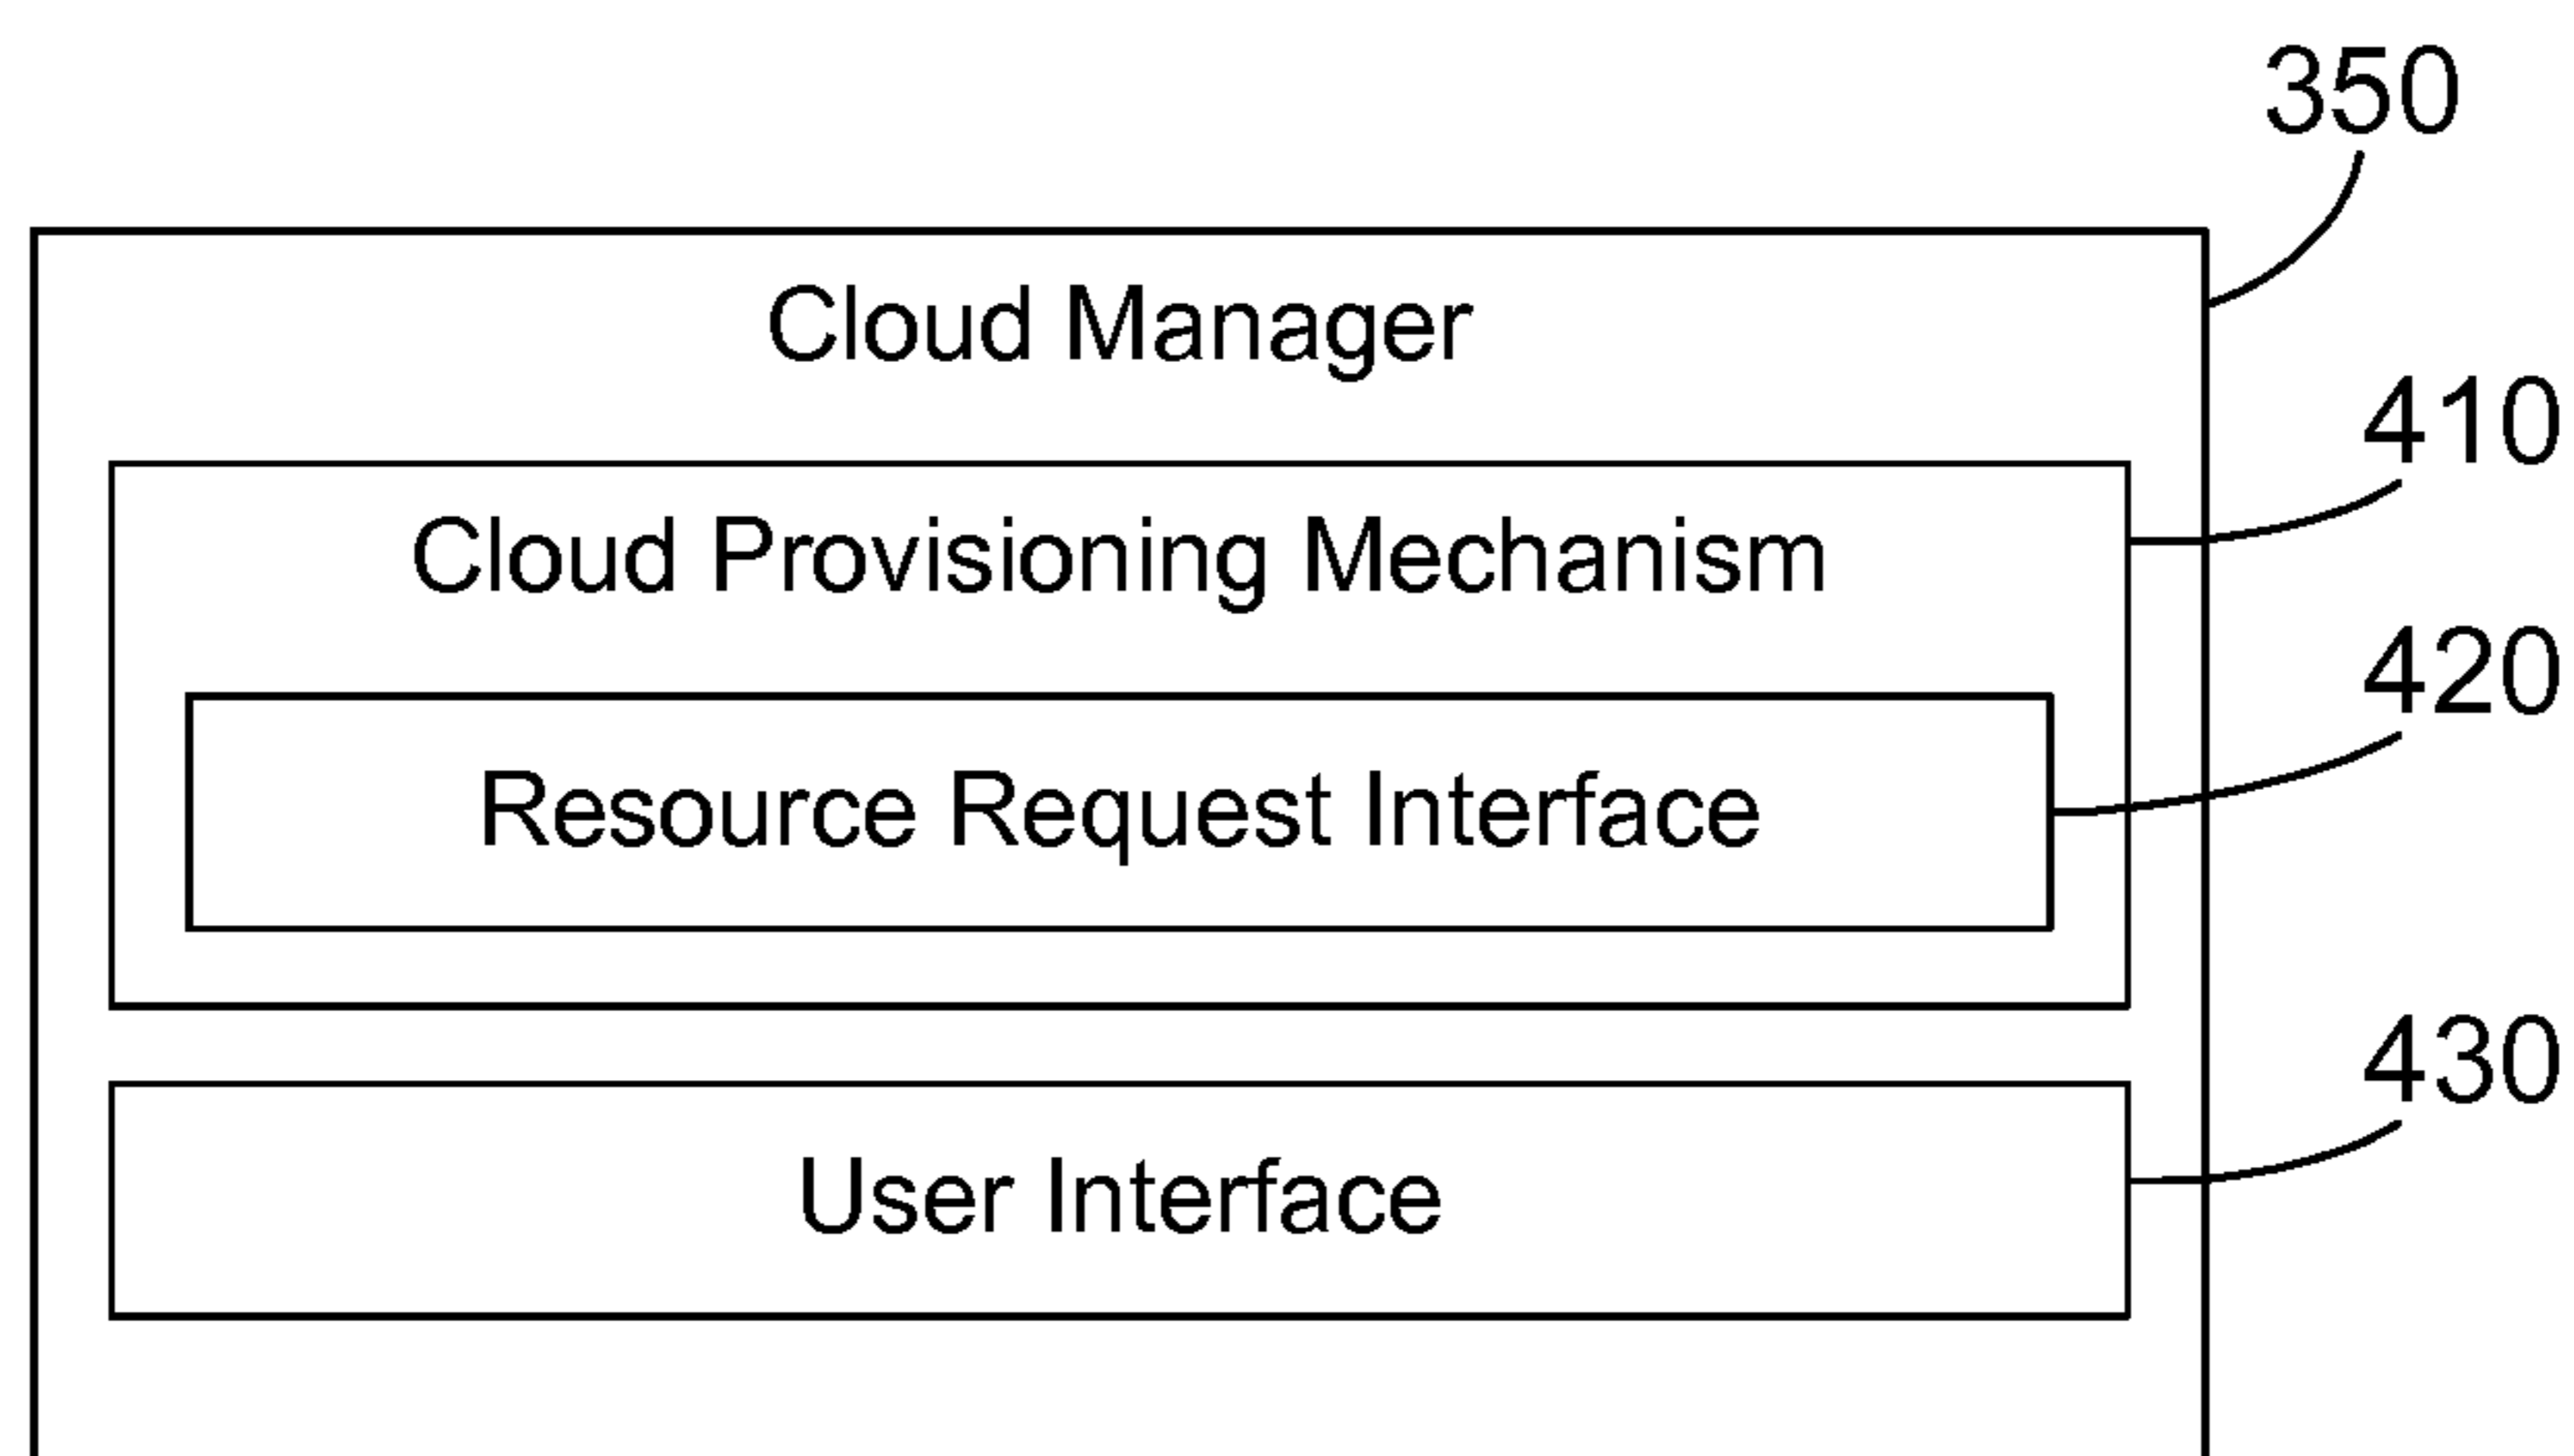 350
Cloud Manager
410
Cloud Provisioning Mechanism
420
Resource Request Interface
430
User Interface